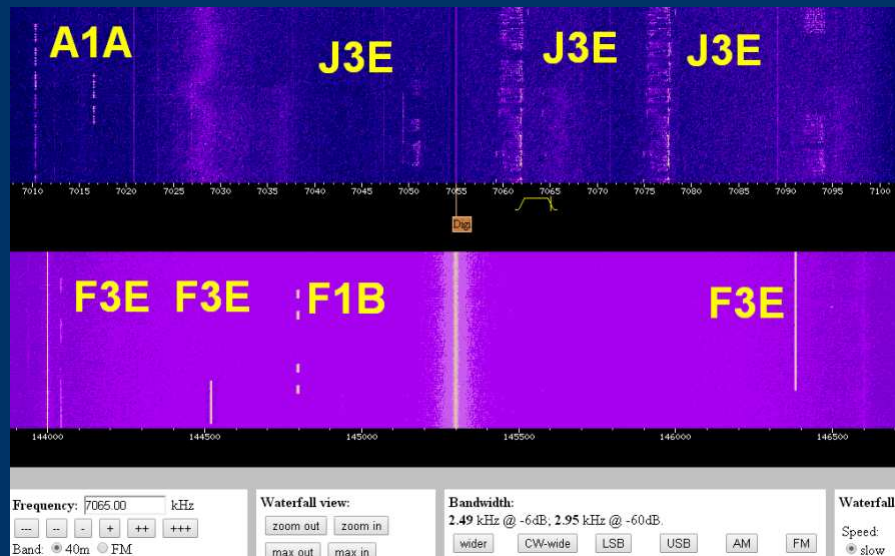 A1A
J3E
J3E
J3E
7010 7015 7020 7025 7030 7035 7040 7045 7050 7055 7060 7065 7070 7075 7080 7085 7090 7095 7100
Digi
F3E F3E F1B F3E
144000 144500 145000 145500 146000 146500
Frequency: 7065.00 kHz
--- -- - + ++ +++
Band: 40m FM
Waterfall view:
zoom out zoom in
max out max in
Bandwidth:
2.49 kHz @ -6dB; 2.95 kHz @ -60dB.
wider CW-wide LSB USB AM FM
Waterfall
Speed:
slow